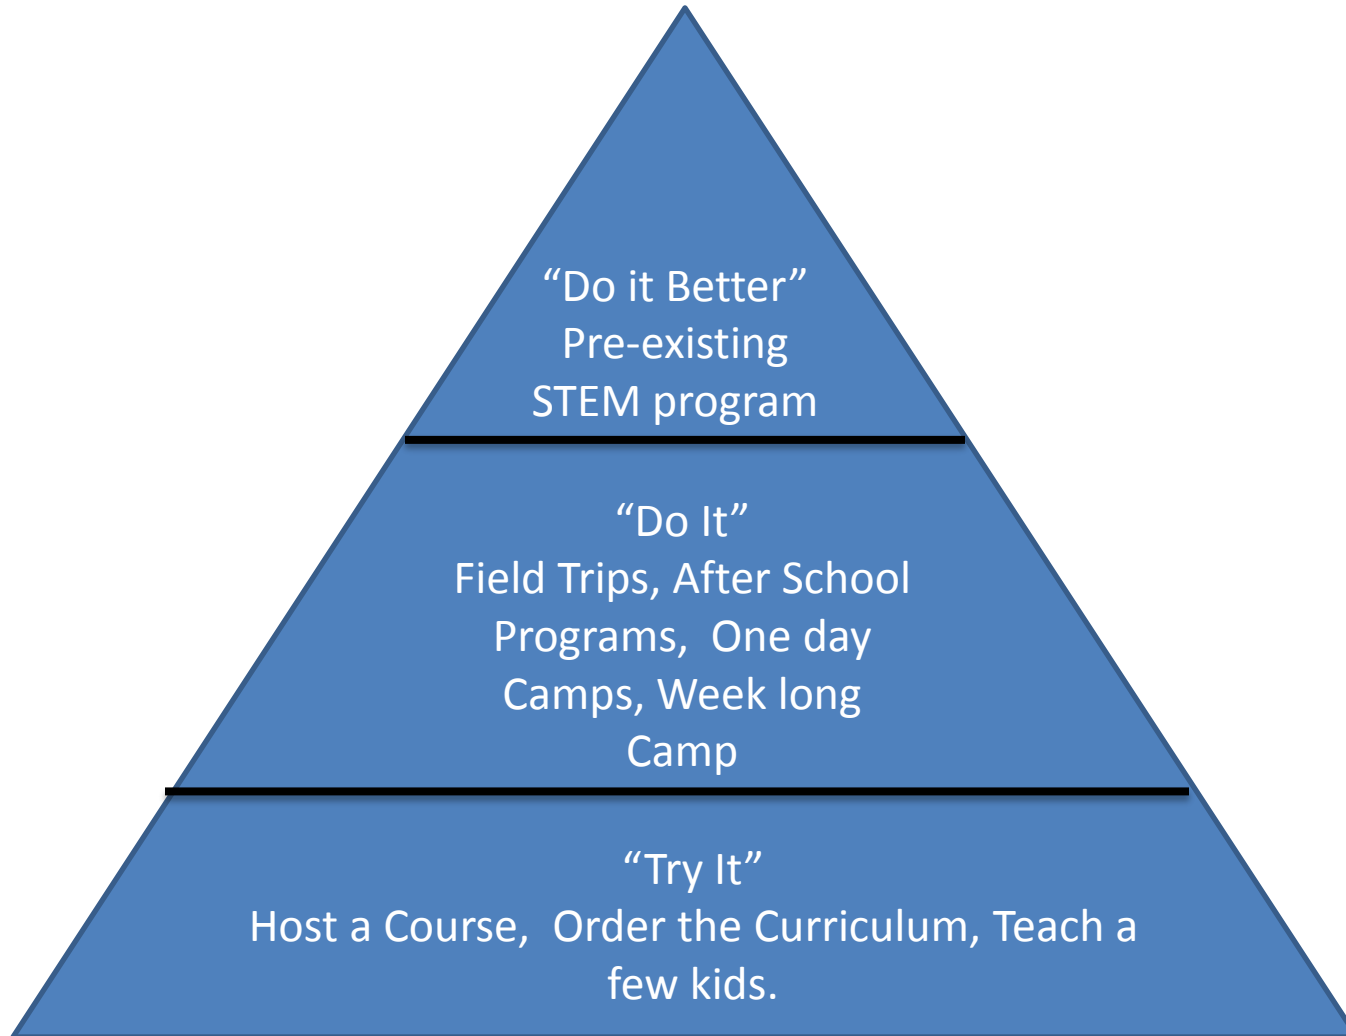 “Do it Better”
Pre-existing
STEM program
“Do It”
Field Trips, After School
Programs,  One day
Camps, Week long
Camp
“Try It”
Host a Course,  Order the Curriculum, Teach a
few kids.